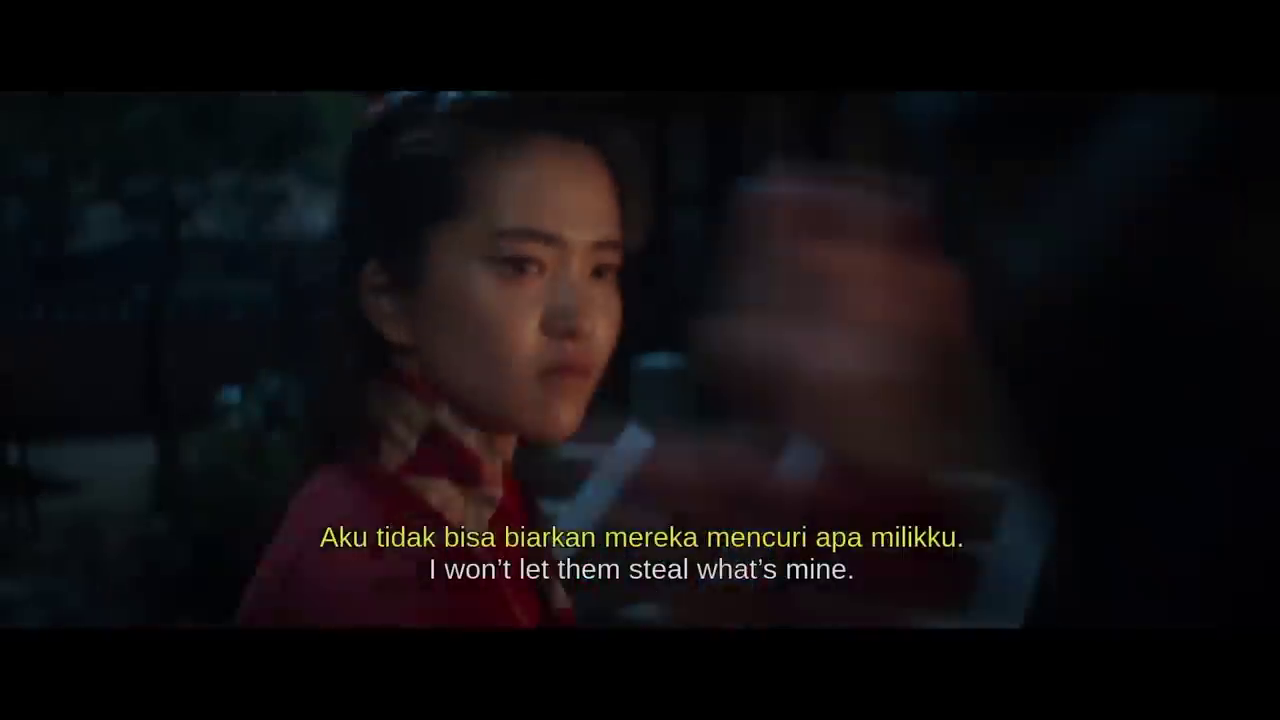 Aku tidak bisa biarkan mereka mencuri apa milikku.
I won’t let them steal what’s mine.